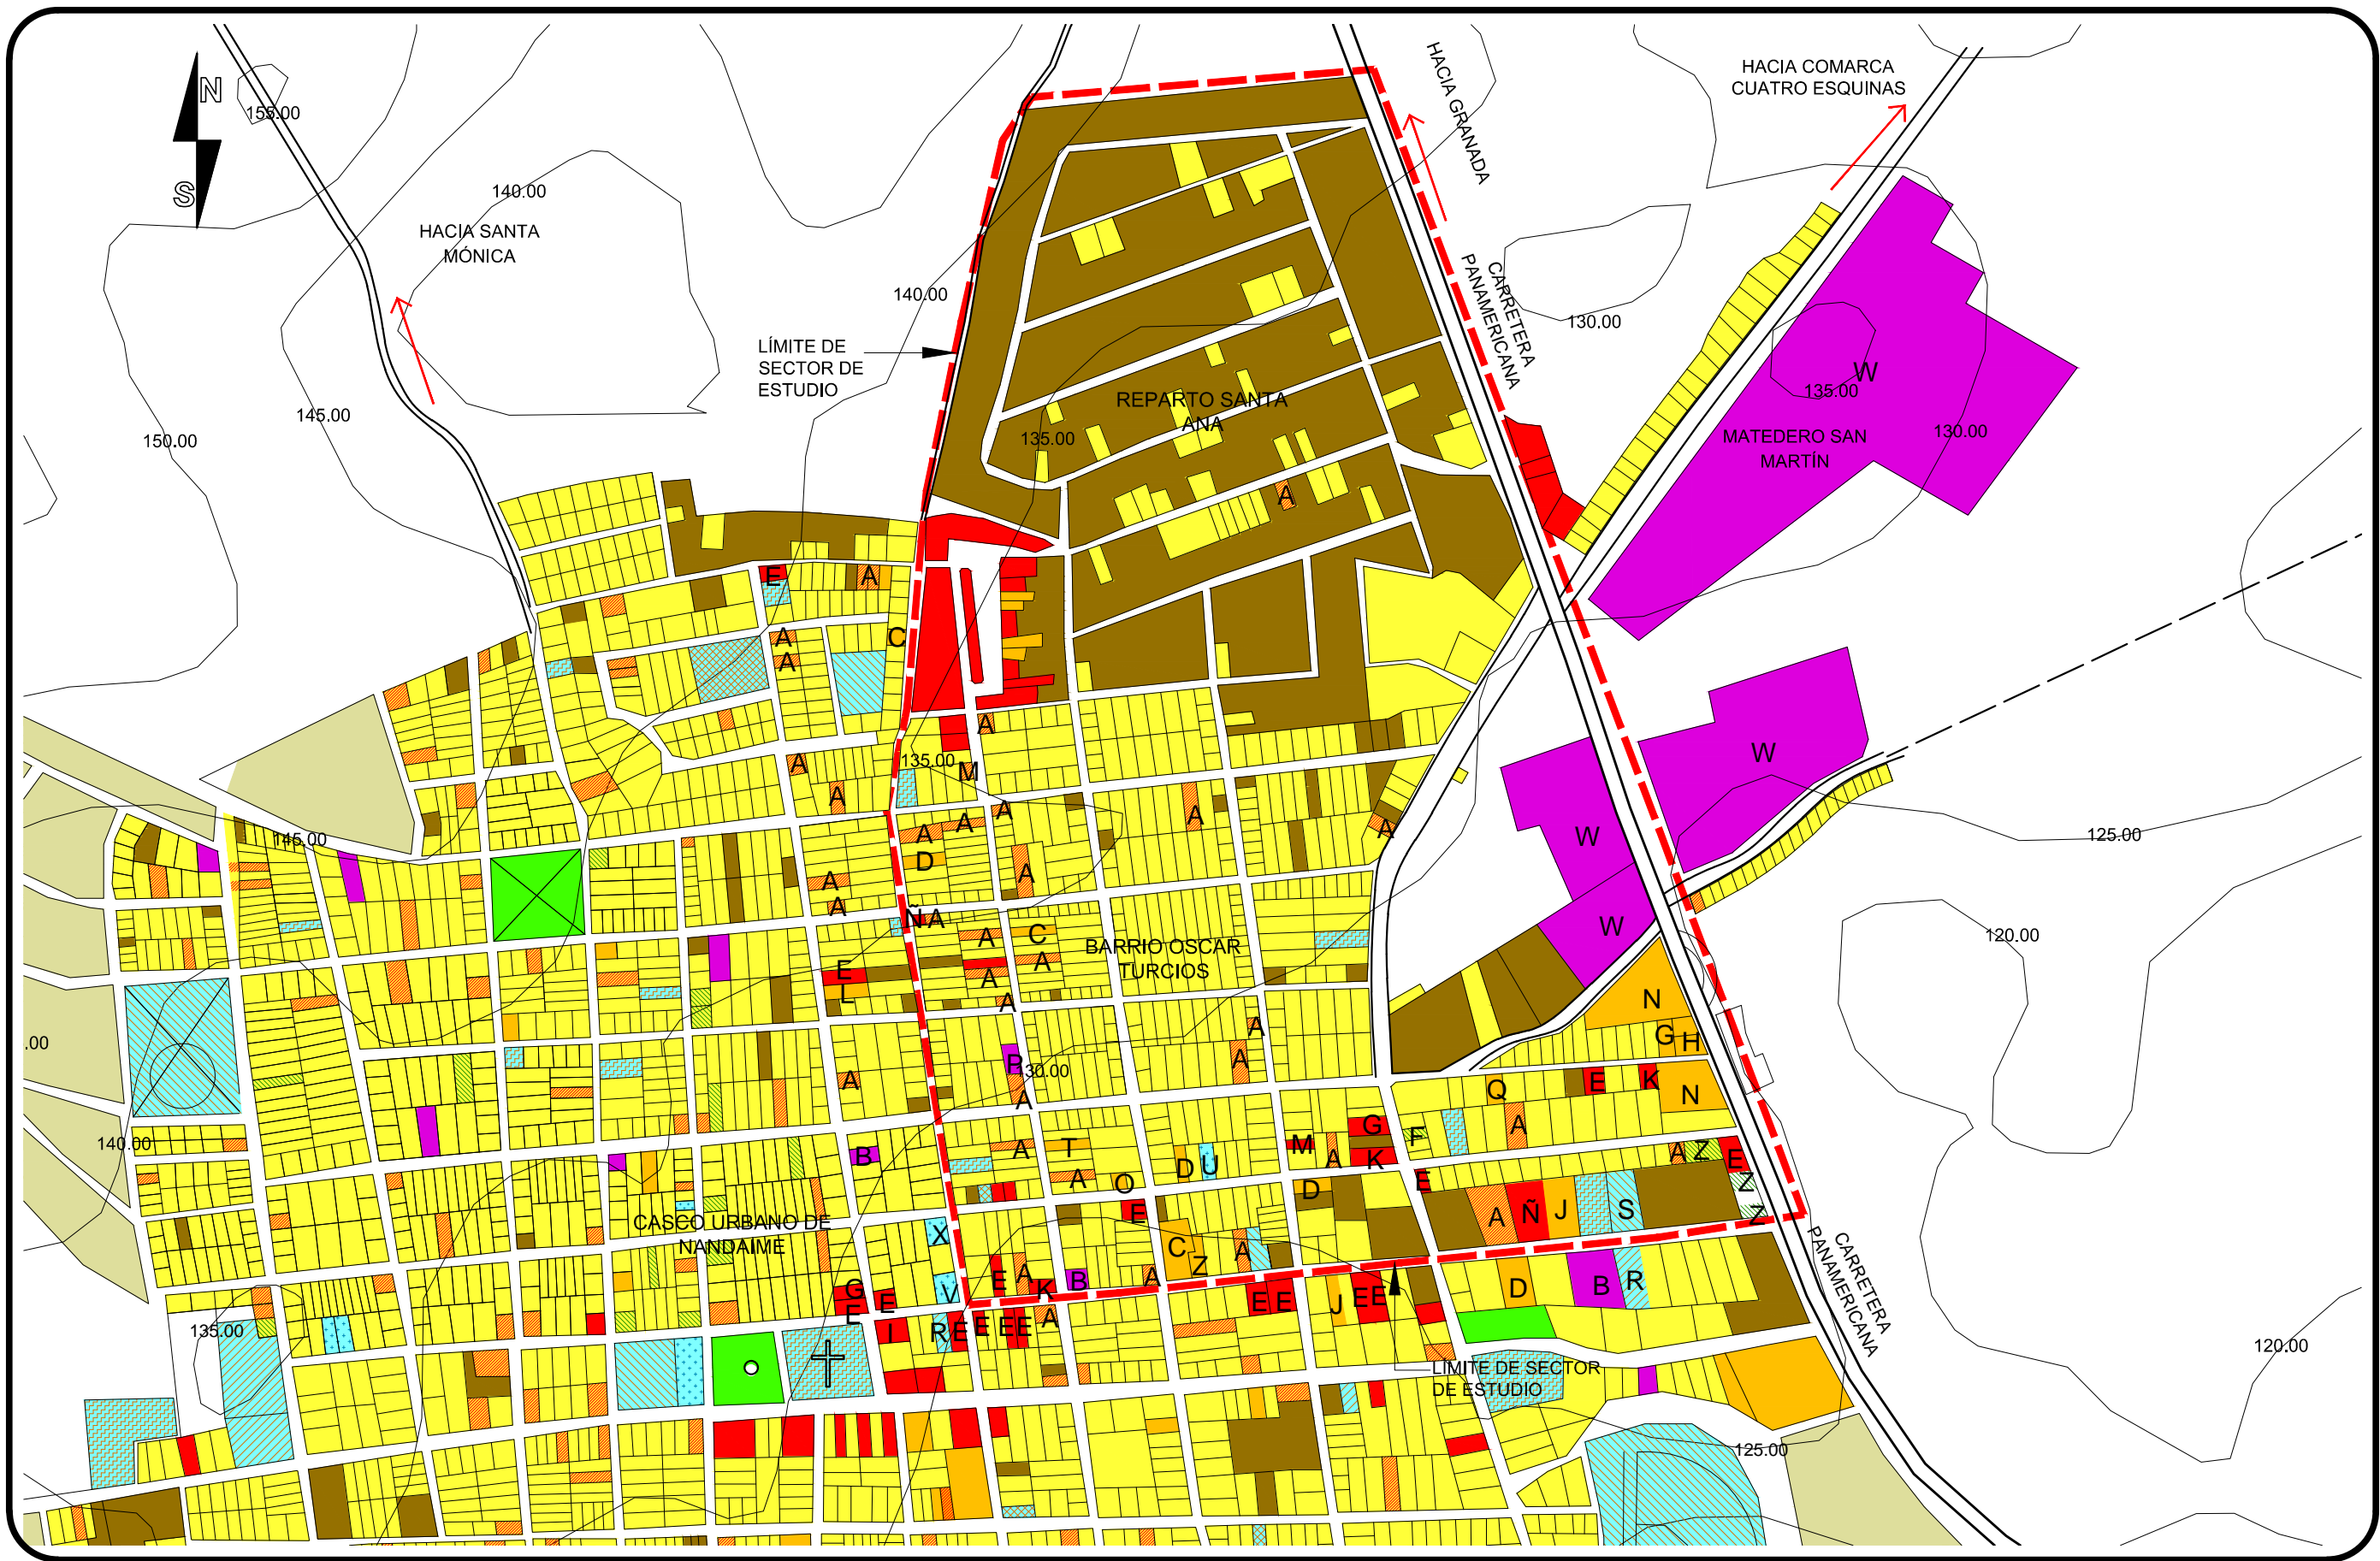 N
S
155.00
HACIA SANTA
MÓNICA
140.00
HACIA GRANADA
HACIA COMARCA
CUATRO ESQUINAS
140.00
LÍMITE DE
SECTOR DE
ESTUDIO
CARRETERA
PANAMERICANA
130.00
135.00
W
MATEDERO SAN
MARTÍN
130.00
145.00
150.00
REPARTO SANTA
ANA
135.00
A
E
A
A
A
C
A
W
135.00
M
A
A
W
125.00
145.00
A
A
A
A
A
D
A
A
A
ÑA
A
C
A
A
A
BARRIO OSCAR
TURCIOS
W
120.00
E
L
N
G
H
.00
A
A
P
130.00
A
A
Q
E
K
N
140.00
B
A
T
A
O
D
U
M
A
G
K
F
A
A
Z
E
E
D
E
A
Ñ
J
S
Z
Z
CASCO URBANO DE
NANDAIME
X
C
Z
A
CARRETERA
PANAMERICANA
G
E
E
V
E
A
K
B
A
E
E
J
E
E
D
B
R
135.00
I
R
E
E
E
E
A
120.00
LÍMITE DE SECTOR
DE ESTUDIO
125.00